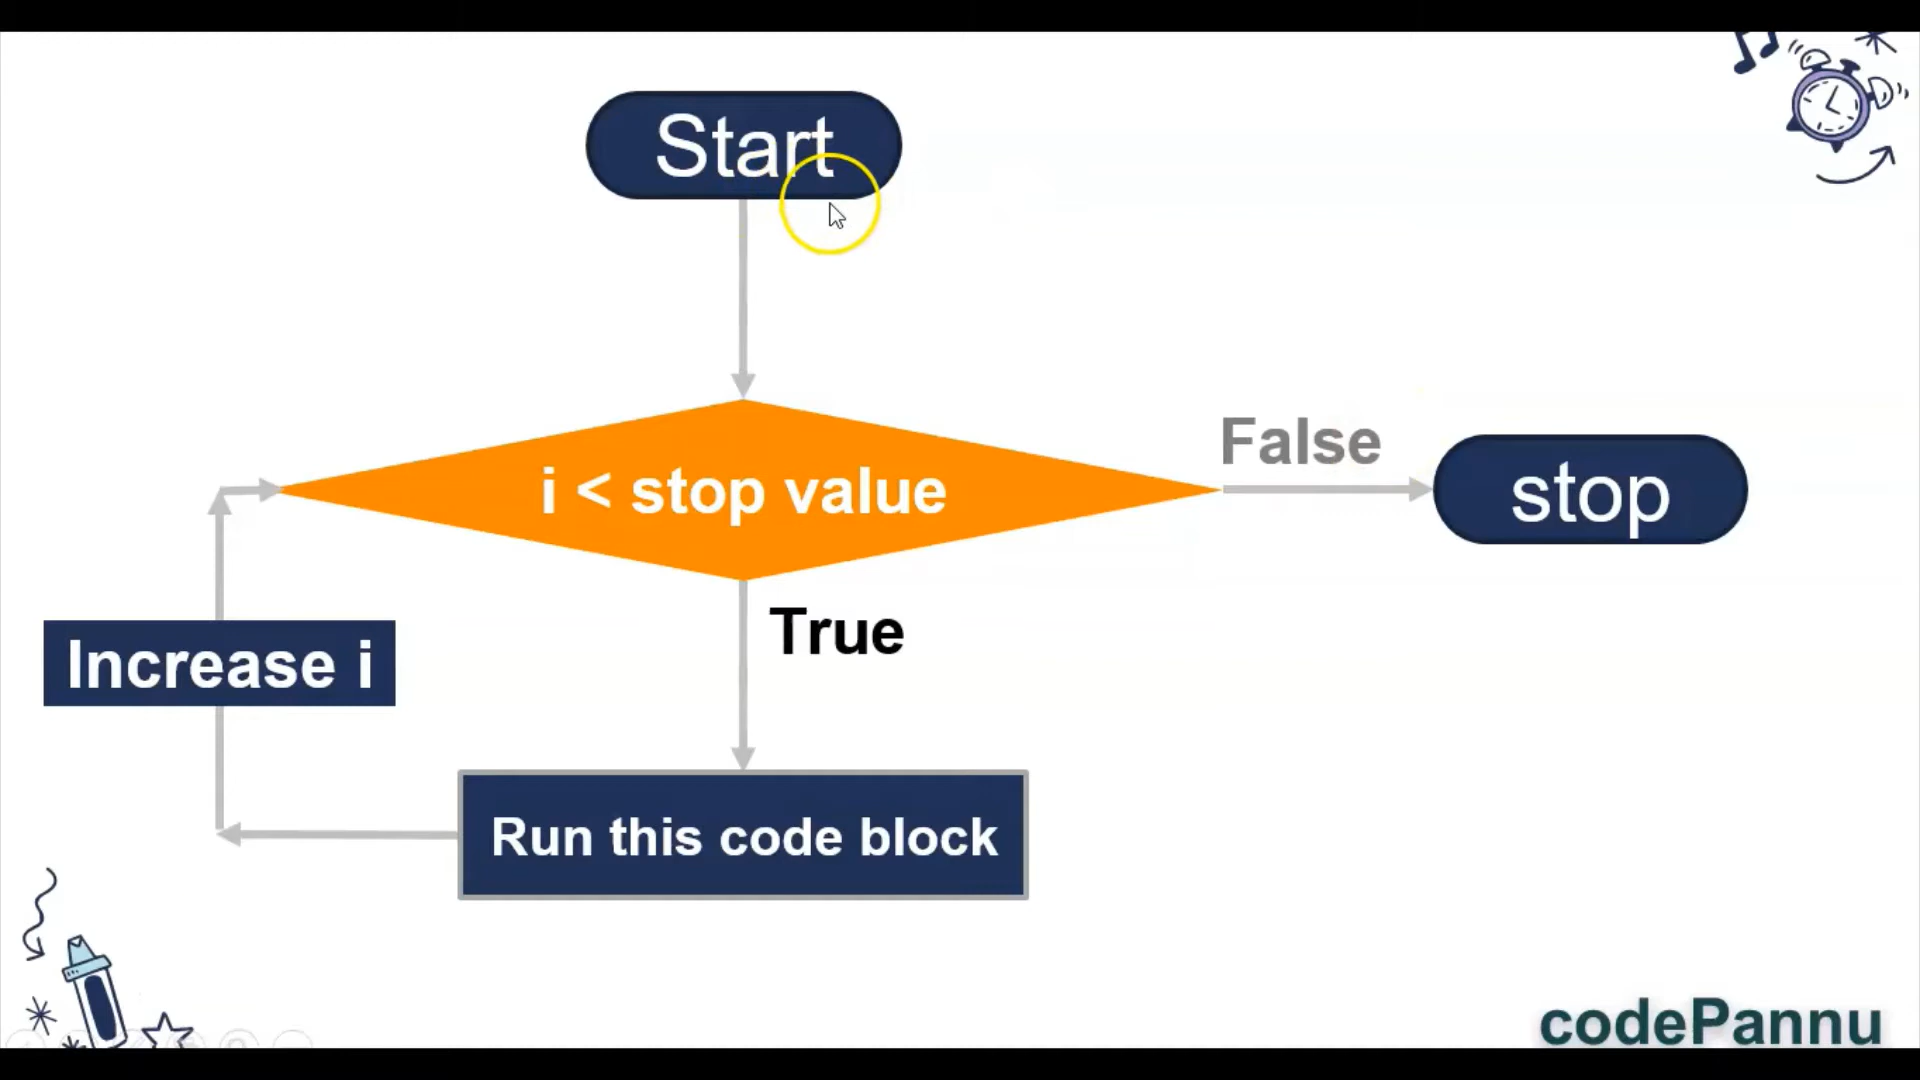 Start
i < stop value
False
stop
True
Increase i
Run this code block
codePannu